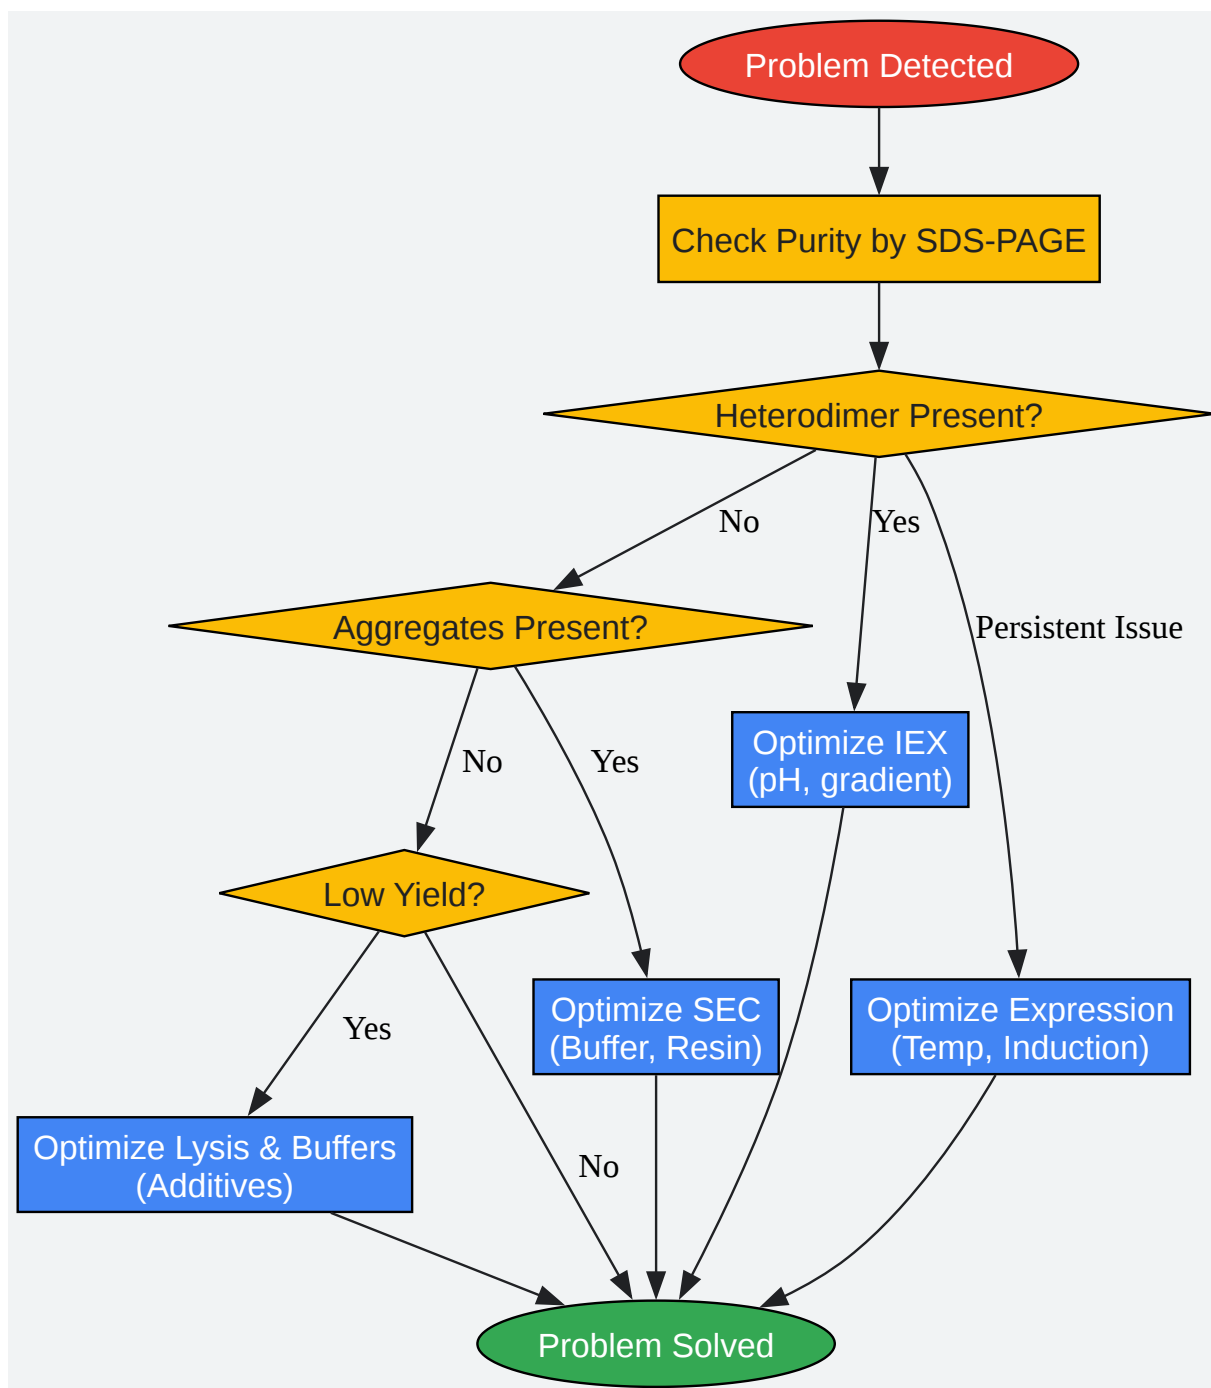 Problem Detected
Check Purity by SDS-PAGE
Heterodimer Present?
No
Yes
Persistent Issue
Aggregates Present?
Optimize IEX
(pH, gradient)
No
Yes
Low Yield?
Optimize SEC
(Buffer, Resin)
Optimize Expression
(Temp, Induction)
Yes
Optimize Lysis & Buffers
(Additives)
No
Problem Solved